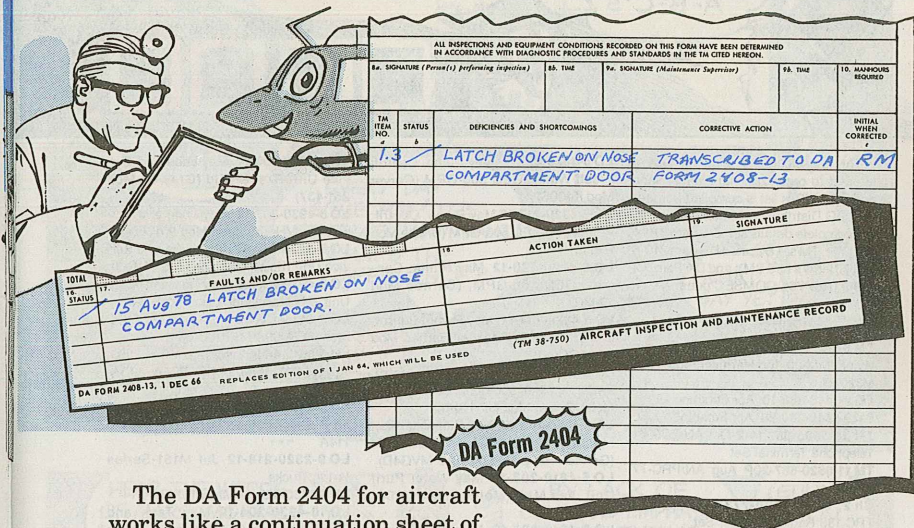 ALL INSPECTIONS AND EQUIPMENT CONDITIONS RECORDED ON THIS FORM HAVE BEEN DETERMINED
IN ACCORDANCE WITH DIAGNOSTIC PROCEDURES AND STANDARDS IN THE TM CITED HEREON.
8a. SIGNATURE (Person(s) performing inspection) 8b. TIME 9a. SIGNATURE (Maintenance Supervisor) 9b. TIME 10. MANHOURS REQUIRED
TM ITEM NO. a STATUS b DEFICIENCIES AND SHORTCOMINGS CORRECTIVE ACTION INITIAL WHEN CORRECTED
1.3 / LATCH BROKEN ON NOSE TRANSCRIBED TO DA RM
COMPARTMENT DOOR FORM 2408-13
TOTAL
16. STATUS 17. FAULTS AND/OR REMARKS 18. ACTION TAKEN 19. SIGNATURE
/ 15 Aug 78 LATCH BROKEN ON NOSE
COMPARTMENT DOOR.
DA FORM 2408-13, 1 DEC 66 REPLACES EDITION OF 1 JAN 64, WHICH WILL BE USED (TM 38-750) AIRCRAFT INSPECTION AND MAINTENANCE RECORD
DA Form 2404
The DA Form 2404 for aircraft
works like a continuation sheet of